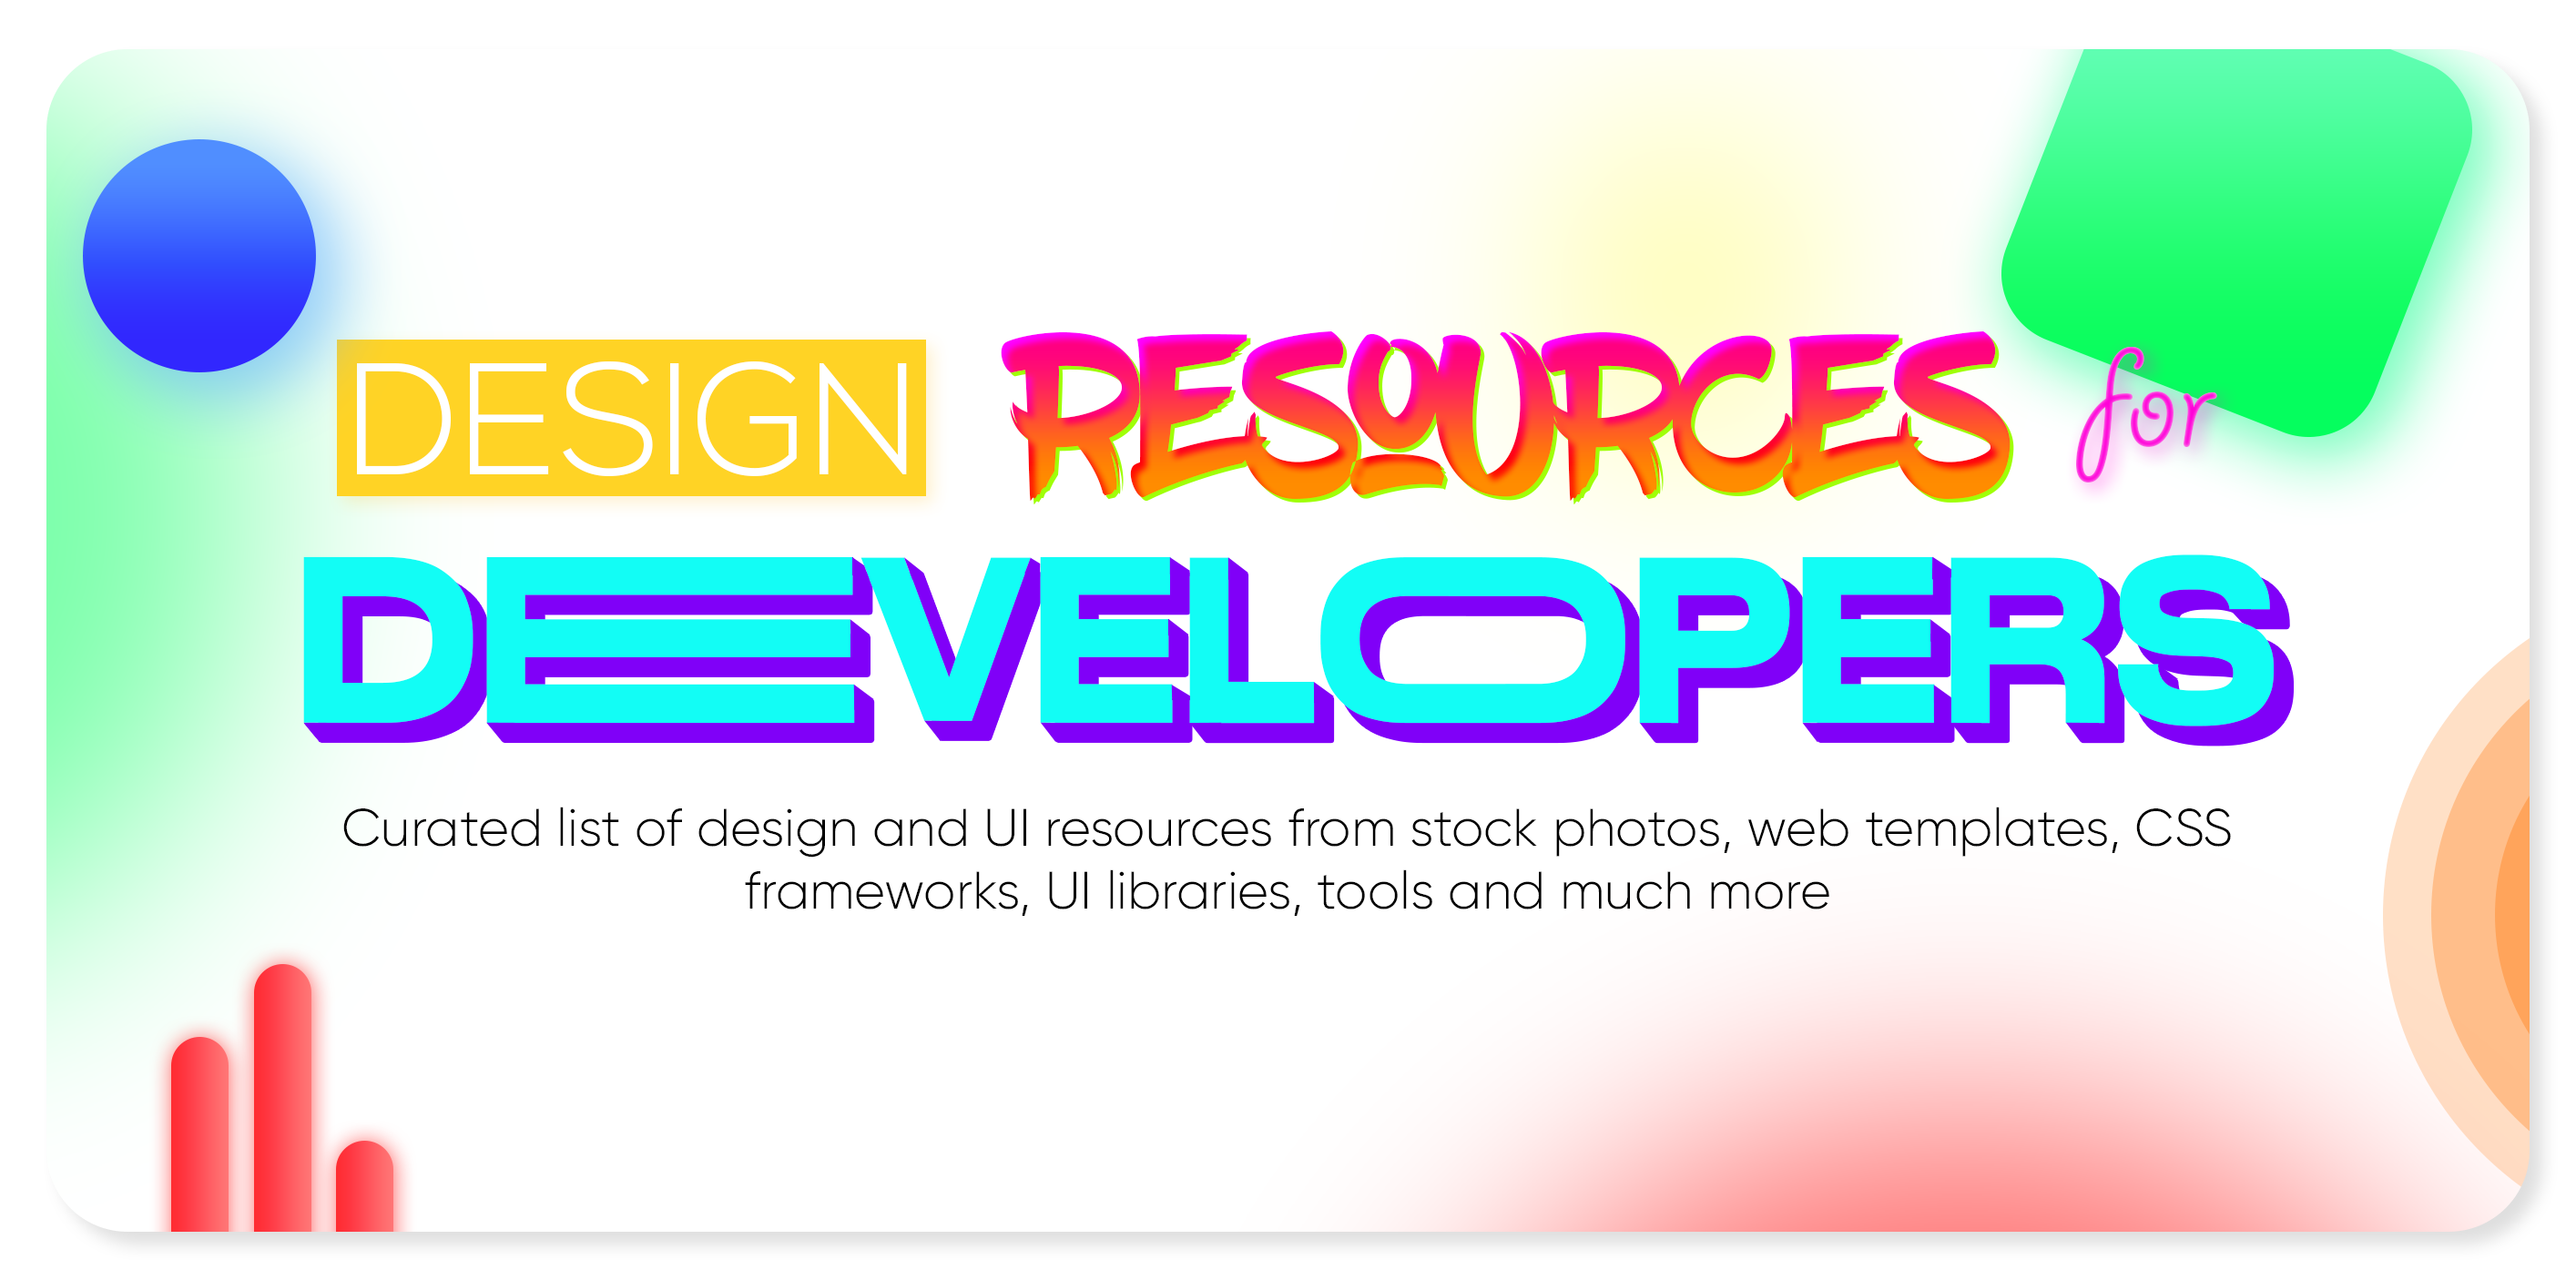 DESIGN RESOURCES for
DEVELOPERS
Curated list of design and UI resources from stock photos, web templates, CSS
frameworks, UI libraries, tools and much more